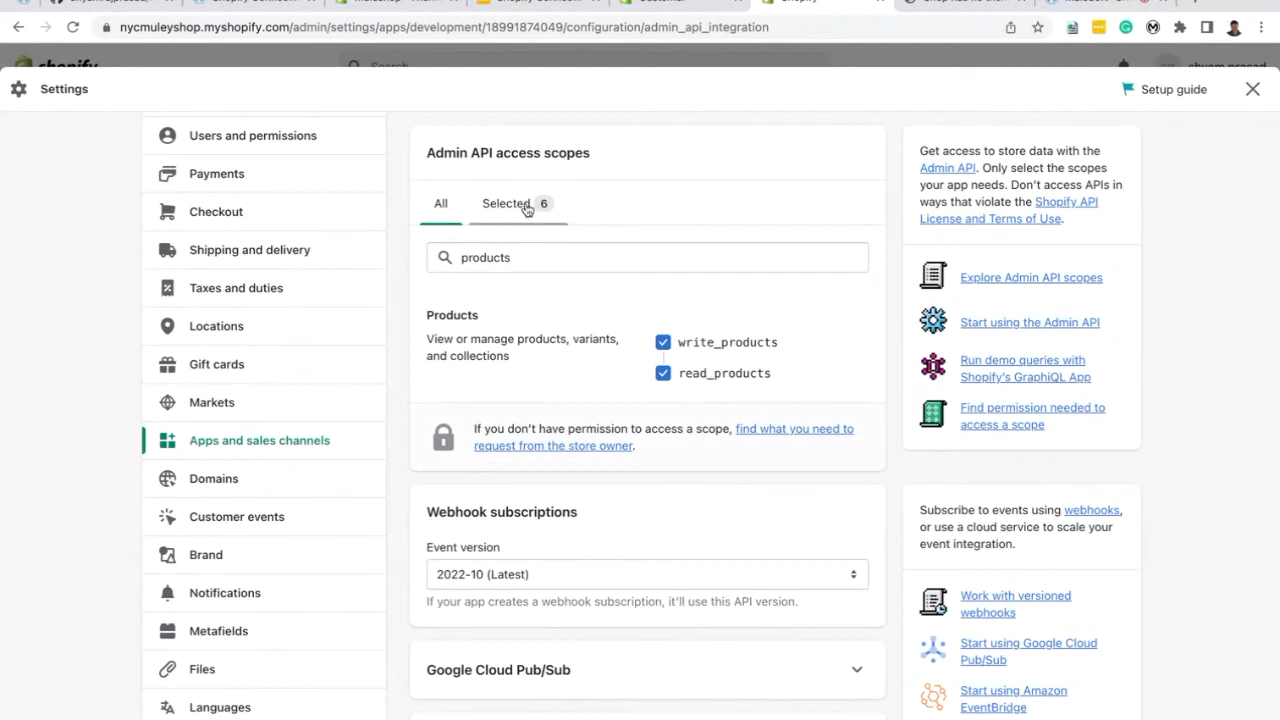 nycmuleyshop.myshopify.com/admin/settings/apps/development/18991874049/configuration/admin_api_integration
Search
Settings
Setup guide
Users and permissions
Payments
Checkout
Shipping and delivery
Taxes and duties
Locations
Gift cards
Markets
Apps and sales channels
Domains
Customer events
Brand
Notifications
Metafields
Files
Languages
Admin API access scopes
All
Selected 6
products
Products
View or manage products, variants,
and collections
write_products
read_products
If you don't have permission to access a scope, find what you need to
request from the store owner.
Webhook subscriptions
Event version
2022-10 (Latest)
If your app creates a webhook subscription, it'll use this API version.
Google Cloud Pub/Sub
Get access to store data with the
Admin API. Only select the scopes
your app needs. Don't access APIs in
ways that violate the Shopify API
License and Terms of Use.
Explore Admin API scopes
Start using the Admin API
Run demo queries with
Shopify's GraphiQL App
Find permission needed to
access a scope
Subscribe to events using webhooks,
or use a cloud service to scale your
event integration.
Work with versioned
webhooks
Start using Google Cloud
Pub/Sub
Start using Amazon
EventBridge